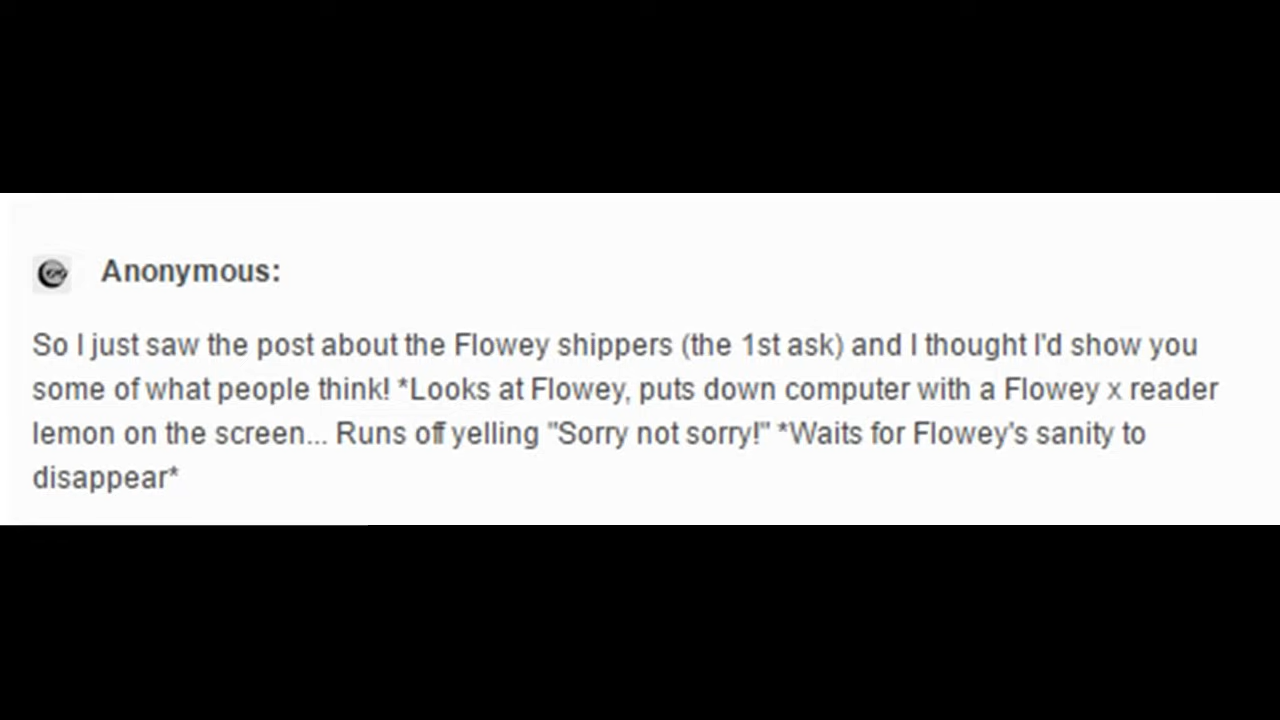 Anonymous:
So I just saw the post about the Flowey shippers (the 1st ask) and I thought I'd show you
some of what people think! *Looks at Flowey, puts down computer with a Flowey x reader
lemon on the screen... Runs off yelling "Sorry not sorry!" *Waits for Flowey's sanity to
disappear*